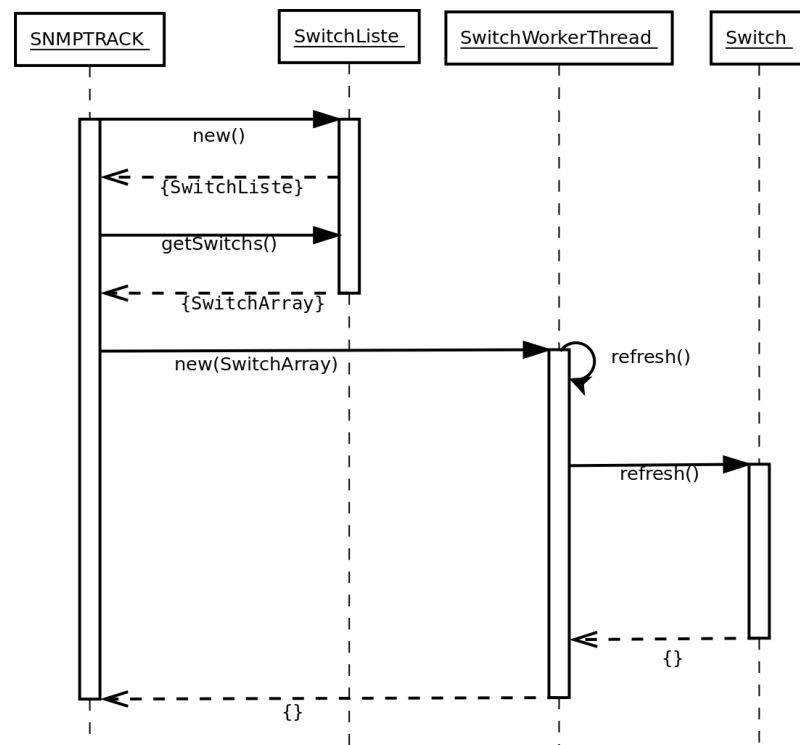 SNMPTRACK
SwitchListe
SwitchWorkerThread
Switch
new()
{SwitchListe}
getSwitchs()
{SwitchArray}
new(SwitchArray)
refresh()
refresh()
{}
{}